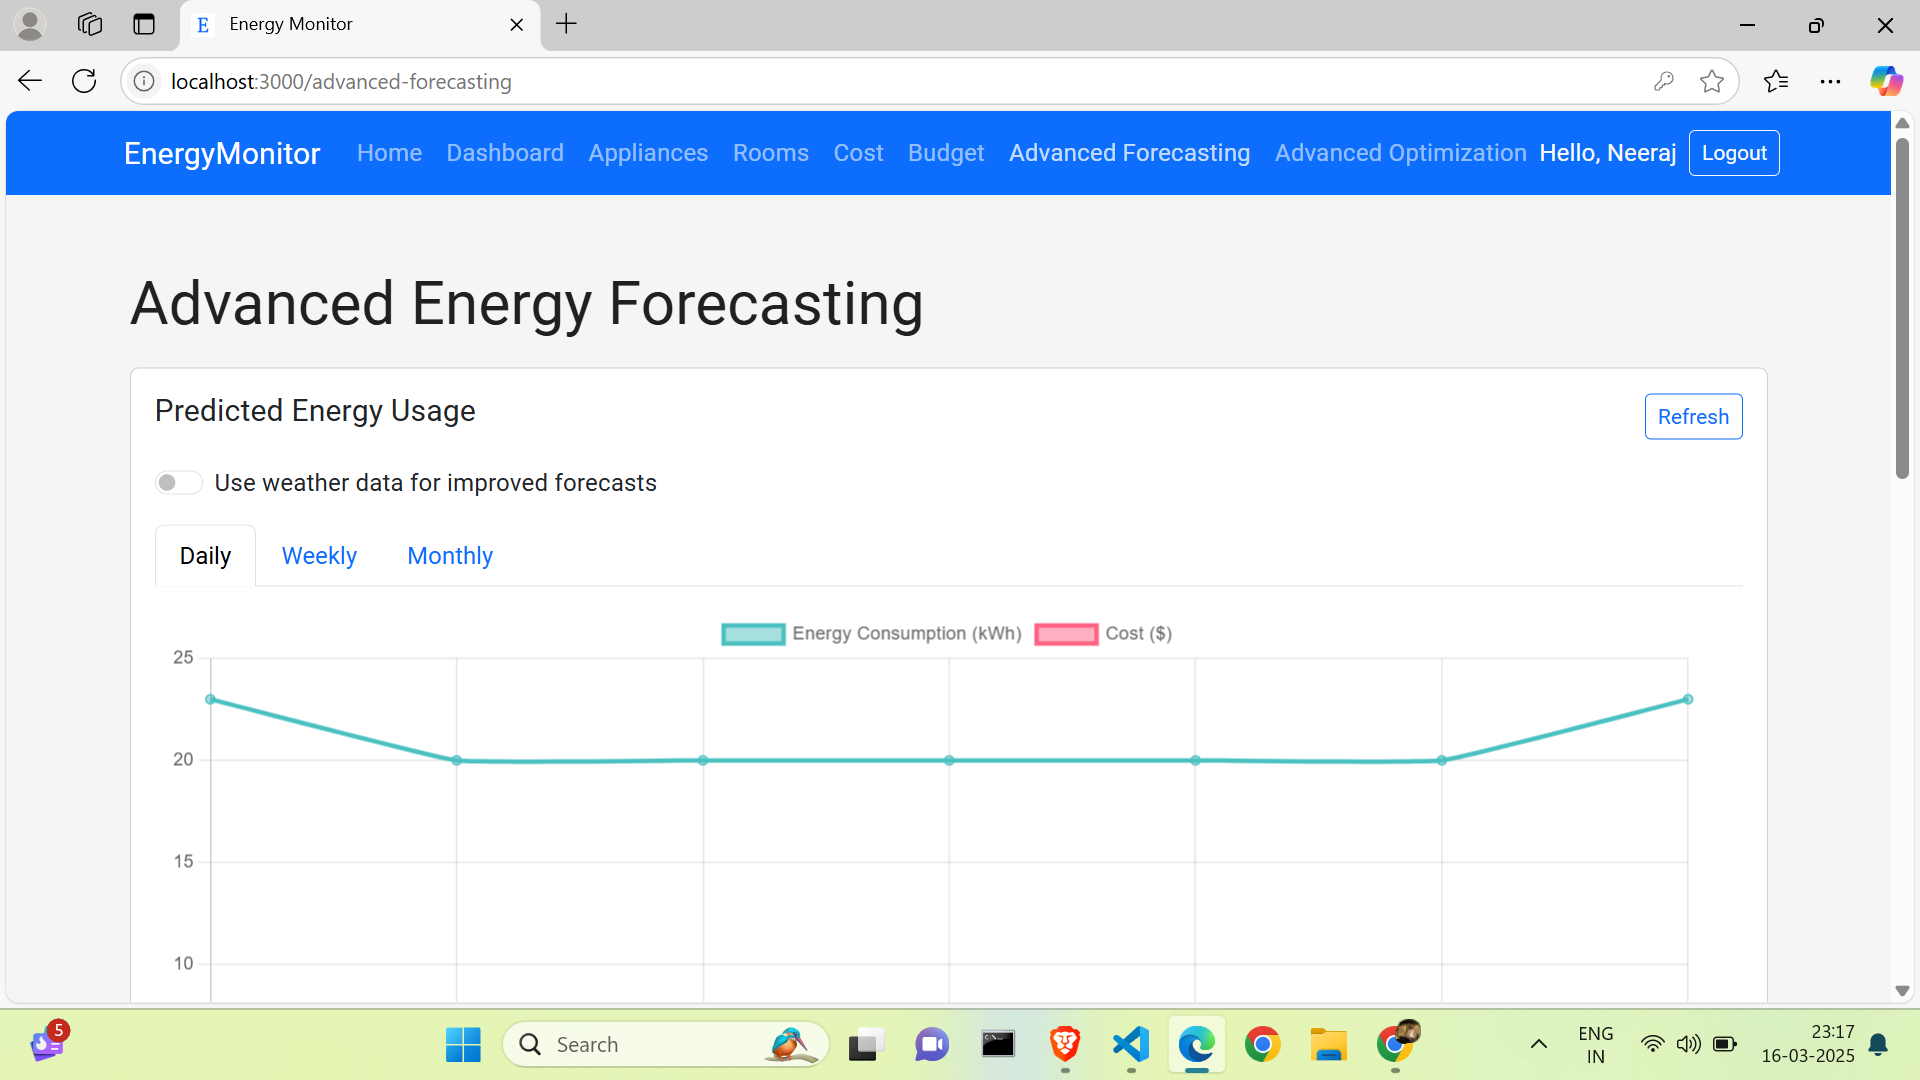 Energy Monitor
localhost:3000/advanced-forecasting
EnergyMonitor Home Dashboard Appliances Rooms Cost Budget Advanced Forecasting Advanced Optimization Hello, Neeraj Logout
Advanced Energy Forecasting
Predicted Energy Usage
Refresh
Use weather data for improved forecasts
Daily Weekly Monthly
Energy Consumption (kWh) Cost ($)
25
20
15
10
5
Search
ENG
IN
23:17
16-03-2025